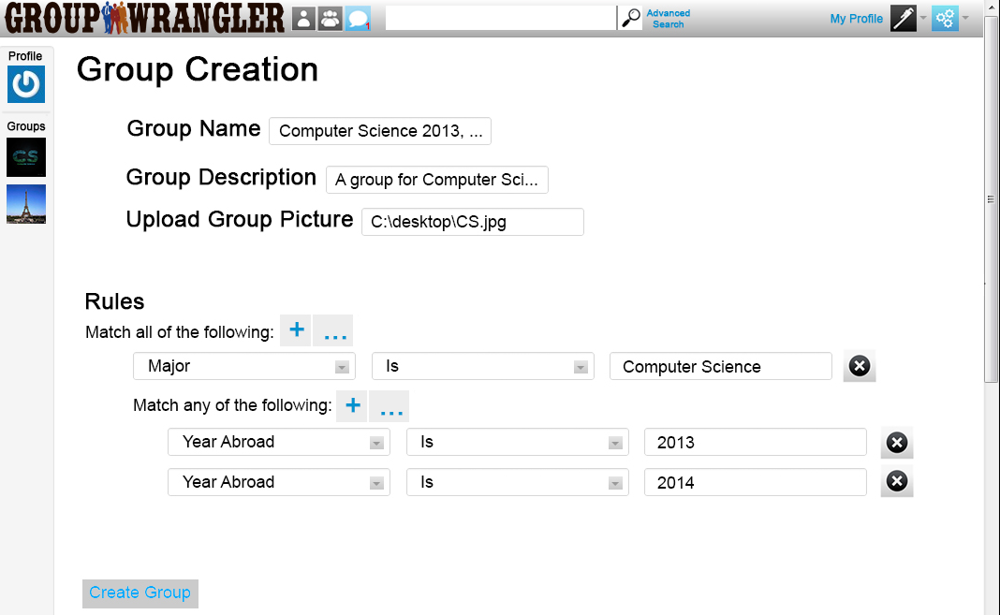 GROUP WRANGLER
Advanced
Search
My Profile
1
Profile
Groups
CS
Group Creation
Group Name Computer Science 2013, ...
Group Description A group for Computer Sci...
Upload Group Picture C:\desktop\CS.jpg
Rules
Match all of the following: + ...
Major Is Computer Science
Match any of the following: + ...
Year Abroad Is 2013
Year Abroad Is 2014
Create Group